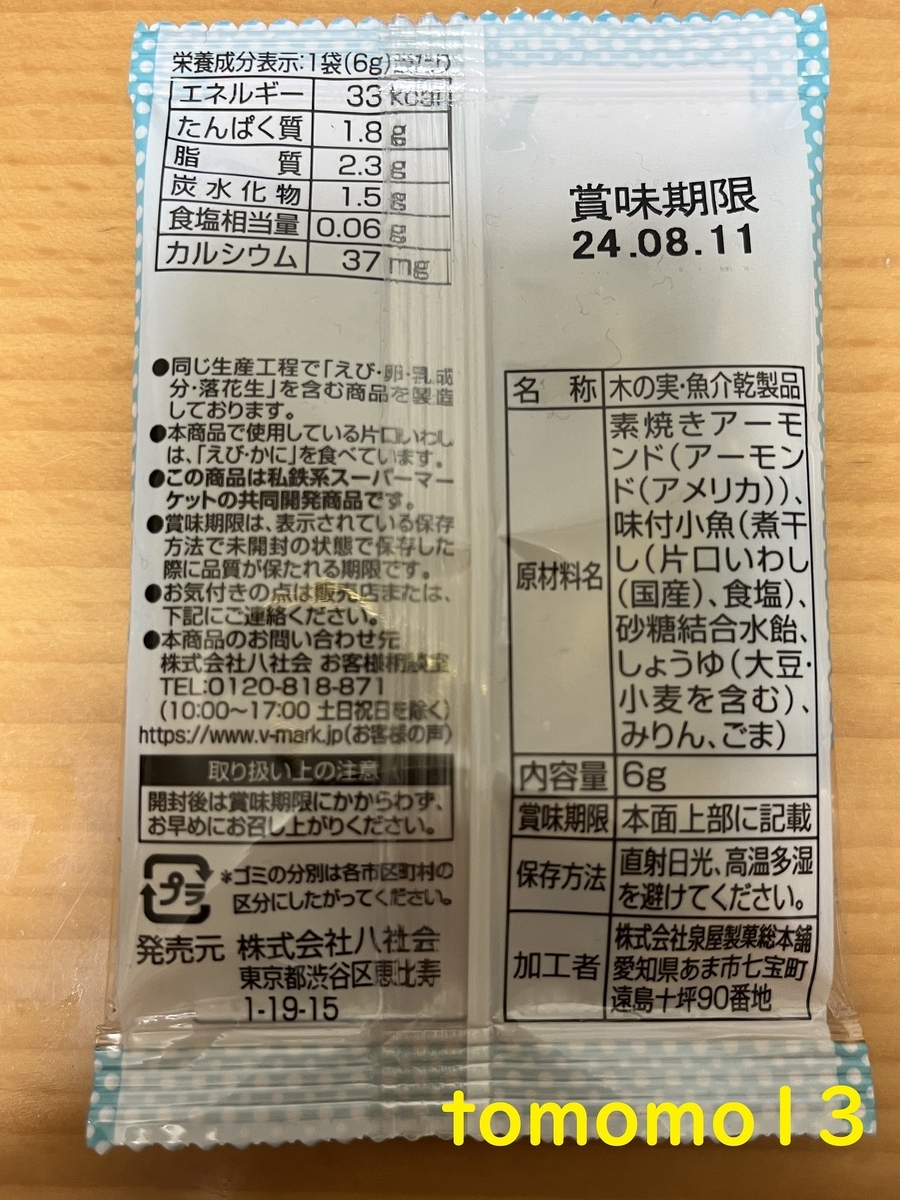 栄養成分表示:1袋(6g)当たり
エネルギー 33 kcal
たんぱく質 1.8 g
脂質 2.3 g
炭水化物 1.5 g
食塩相当量 0.06 g
カルシウム 37 mg
●同じ生産工程で「えび・卵・乳成
分・落花生」を含む商品を製造
しております。
●本商品で使用している片口いわし
は、「えび・かに」を食べています。
●この商品は私鉄系スーパーマー
ケットの共同開発商品です。
●賞味期限は、表示されている保存
方法で未開封の状態で保存した
際に品質が保たれる期限です。
●お気付きの点は販売店または、
下記にご連絡ください。
●本商品のお問い合わせ先
株式会社八社会 お客様相談室
TEL:0120-818-871
(10:00〜17:00 土日祝日を除く)
https://www.v-mark.jp(お客様の声)
取り扱い上の注意
開封後は賞味期限にかかわらず、
お早めにお召し上がりください。
プラ
*ゴミの分別は各市区町村の
区分にしたがってください。
発売元 株式会社八社会
東京都渋谷区恵比寿
1-19-15
賞味期限
24.08.11
名称 木の実・魚介乾製品
原材料名 素焼きアーモ
ンド(アーモン
ド(アメリカ))、
味付小魚(煮干
し(片口いわし
(国産)、食塩)、
砂糖結合水飴、
しょうゆ(大豆・
小麦を含む)、
みりん、ごま)
内容量 6g
賞味期限 本面上部に記載
保存方法 直射日光、高温多湿
を避けてください。
加工者 株式会社泉屋製菓総本舗
愛知県あま市七宝町
遠島十坪90番地
tomomo13